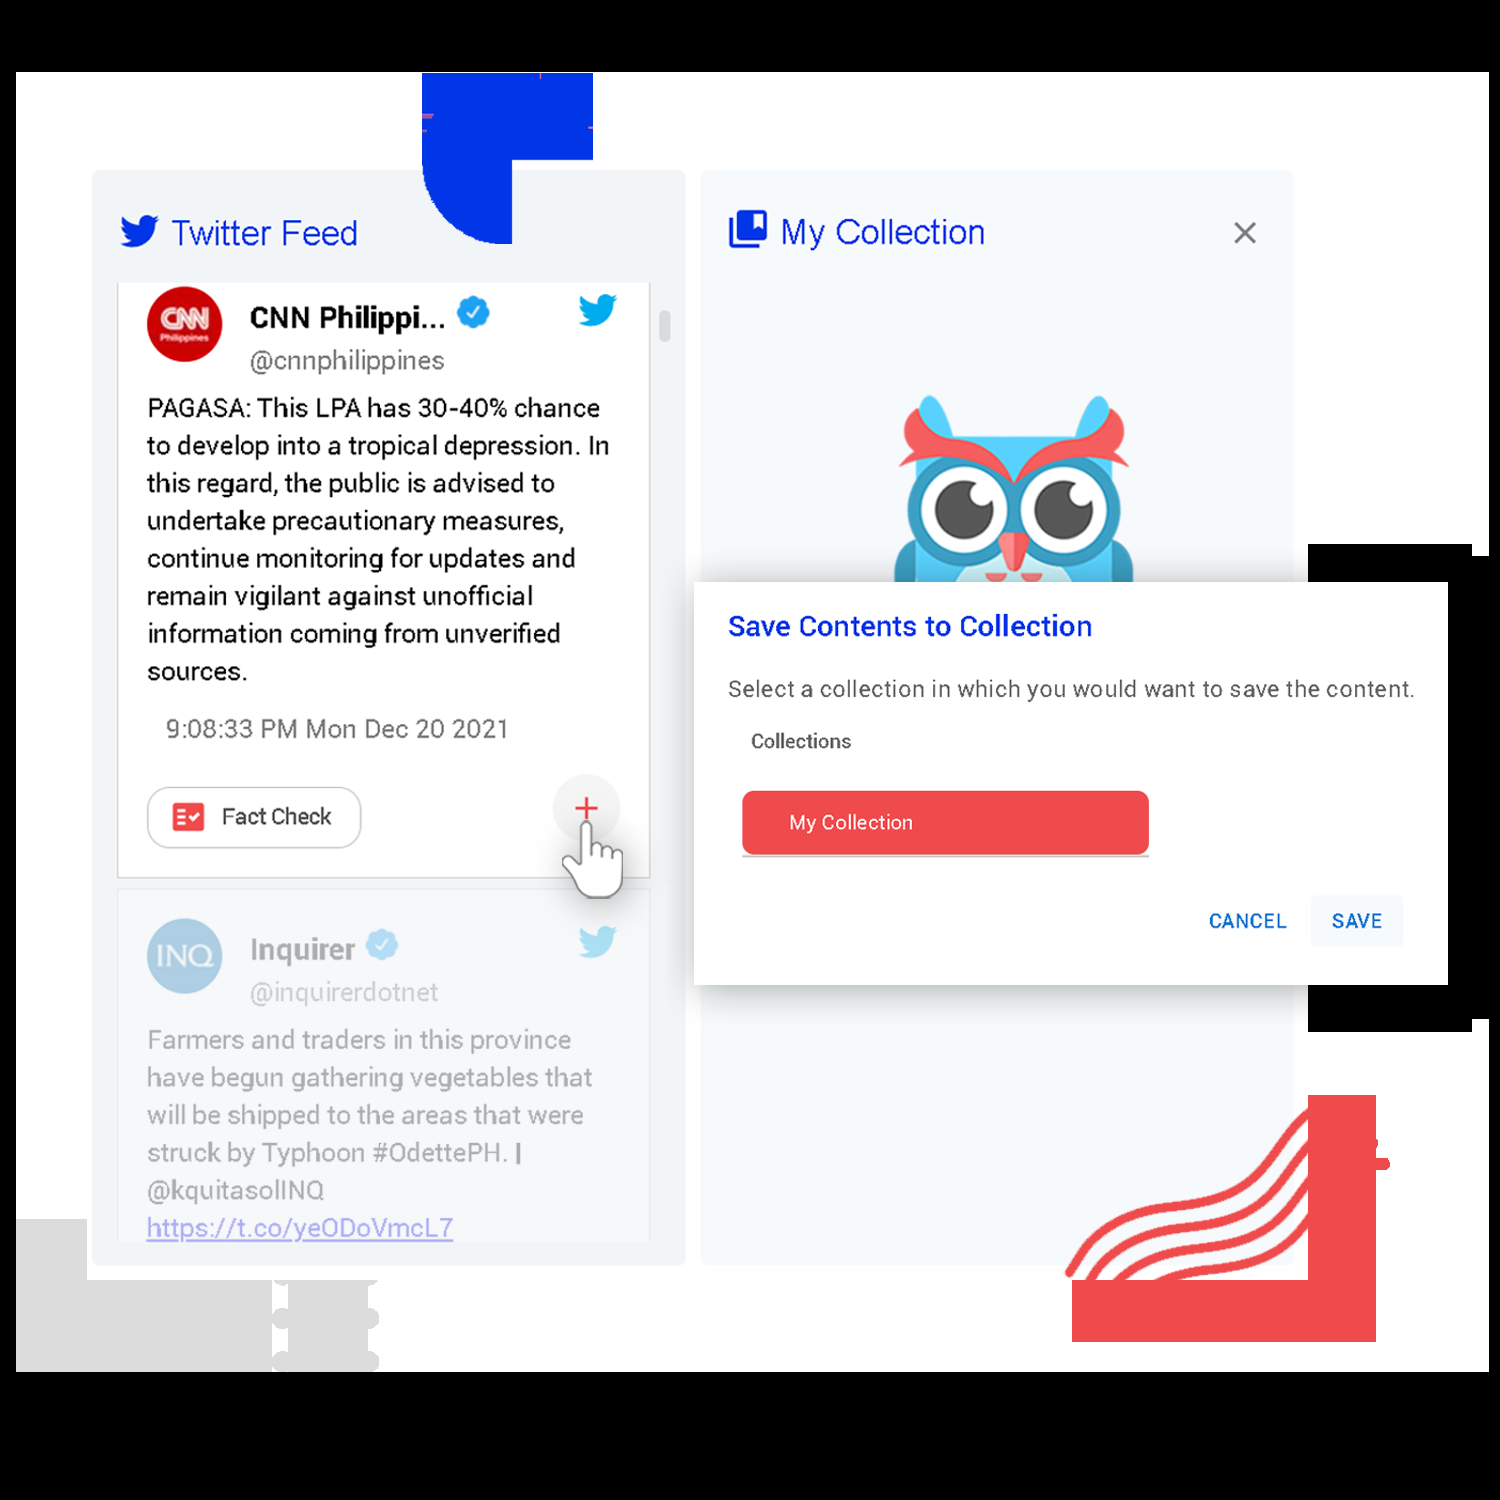 Twitter Feed
CNN
Philippines
CNN Philippi...
@cnnphilippines
PAGASA: This LPA has 30-40% chance
to develop into a tropical depression. In
this regard, the public is advised to
undertake precautionary measures,
continue monitoring for updates and
remain vigilant against unofficial
information coming from unverified
sources.
9:08:33 PM Mon Dec 20 2021
Fact Check
INQ
Inquirer
@inquirerdotnet
Farmers and traders in this province
have begun gathering vegetables that
will be shipped to the areas that were
struck by Typhoon #OdettePH. |
@kquitasolINQ
https://t.co/yeODoVmcL7
My Collection
Save Contents to Collection
Select a collection in which you would want to save the content.
Collections
My Collection
CANCEL SAVE